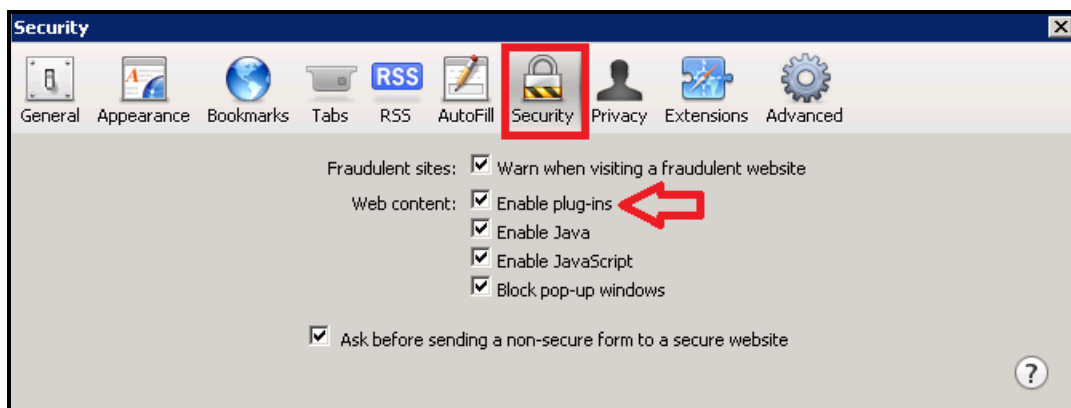 Security
RSS
General Appearance Bookmarks Tabs RSS AutoFill Security Privacy Extensions Advanced
Fraudulent sites: Warn when visiting a fraudulent website
Web content: Enable plug-ins
Enable Java
Enable JavaScript
Block pop-up windows
Ask before sending a non-secure form to a secure website
?